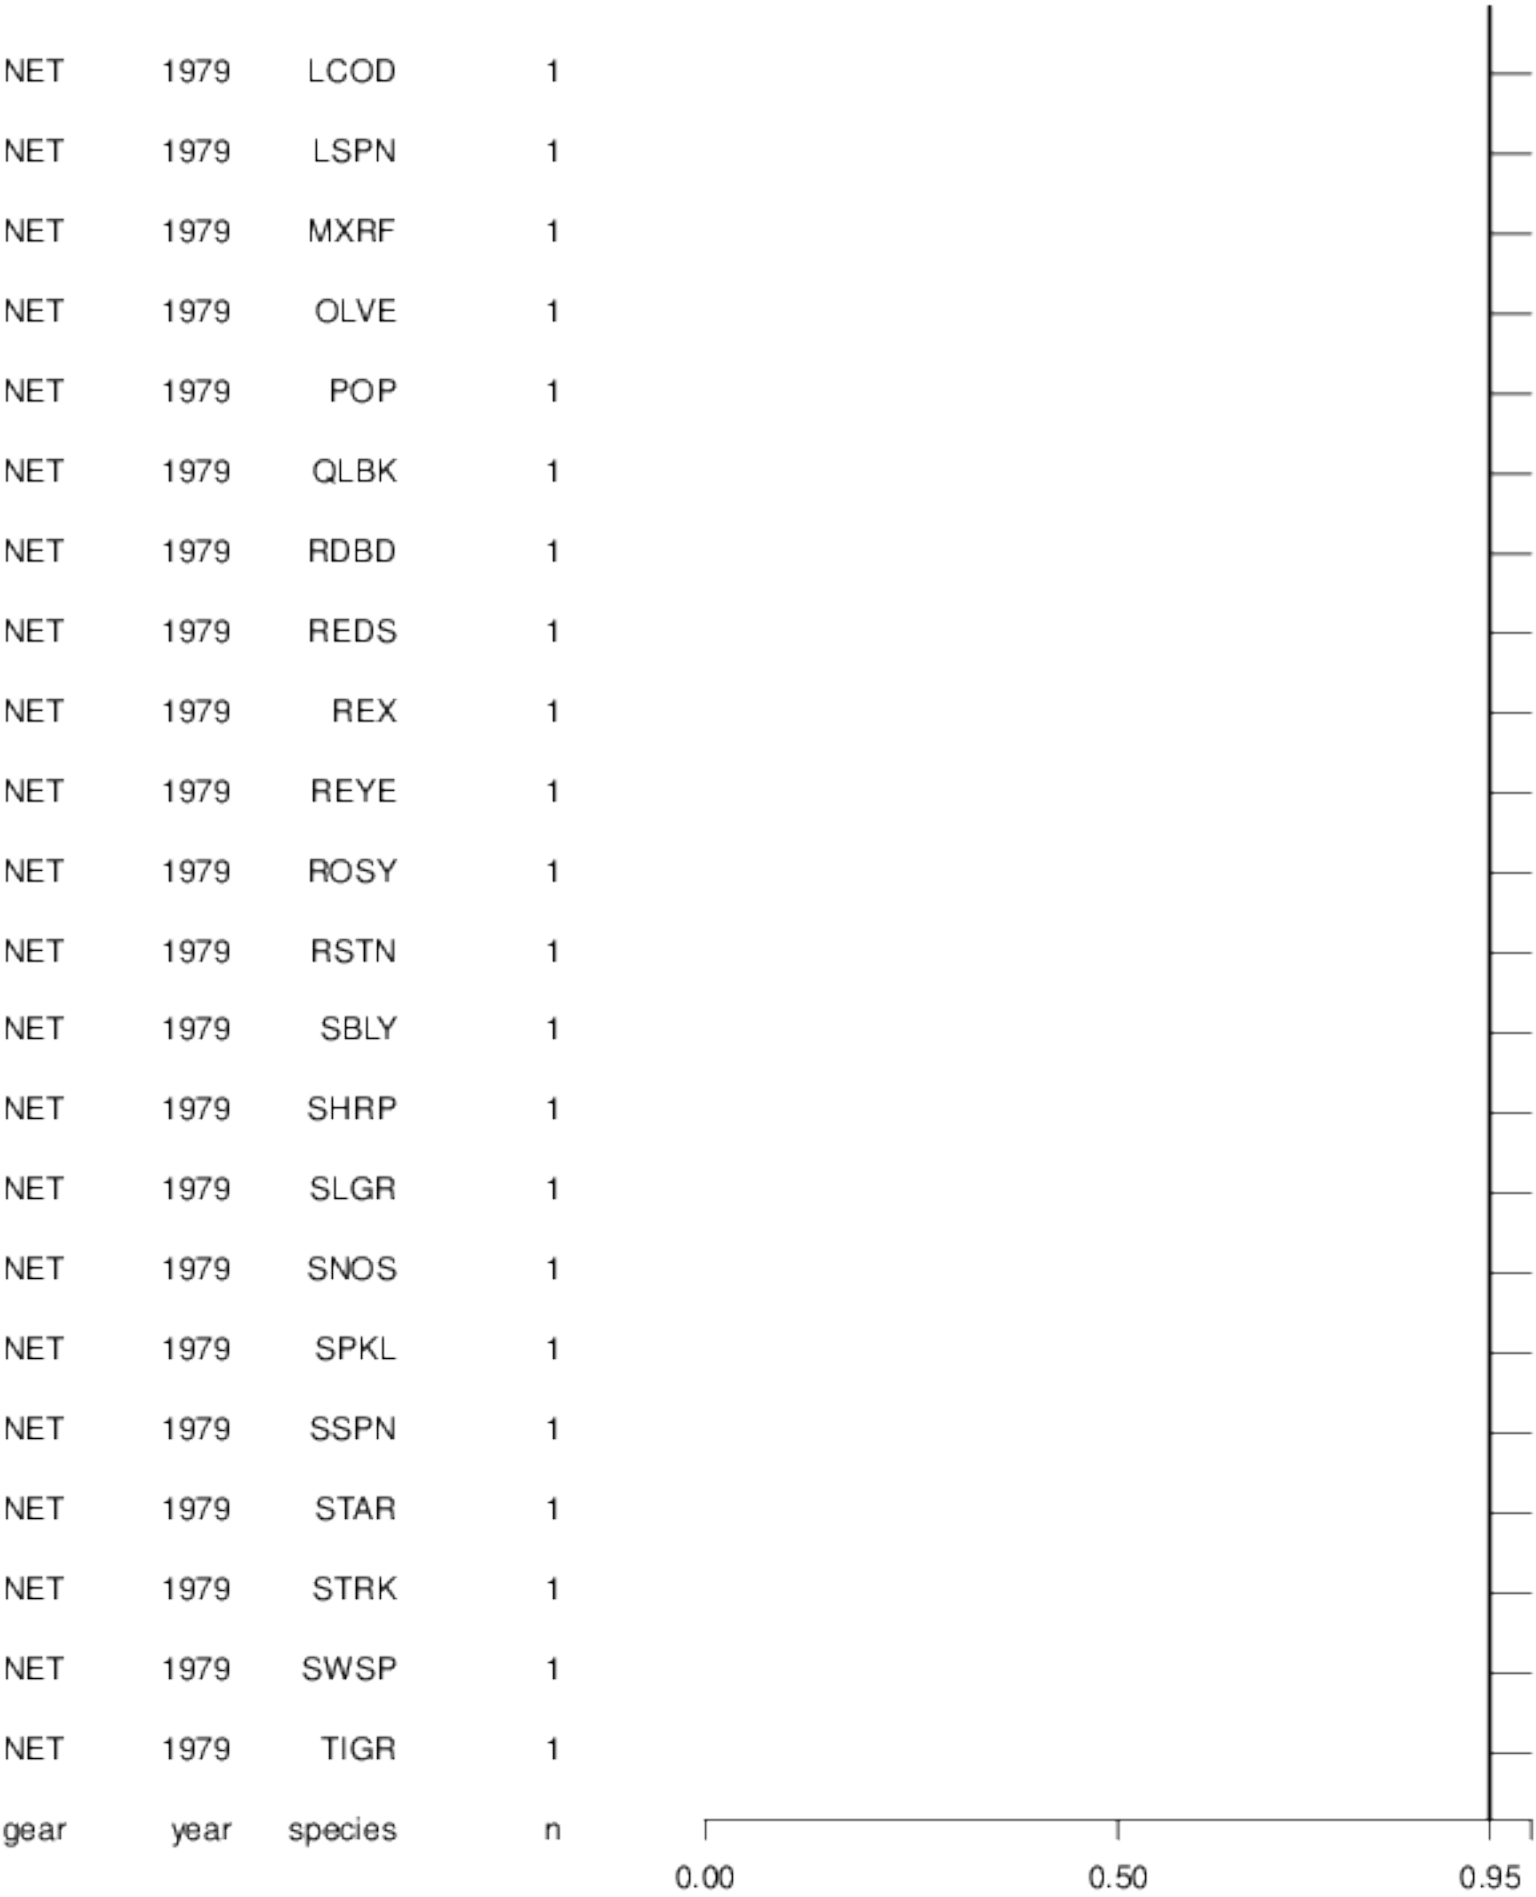 NET 1979 LCOD 1
NET 1979 LSPN 1
NET 1979 MXRF 1
NET 1979 OLVE 1
NET 1979 POP 1
NET 1979 QLBK 1
NET 1979 RDBD 1
NET 1979 REDS 1
NET 1979 REX 1
NET 1979 REYE 1
NET 1979 ROSY 1
NET 1979 RSTN 1
NET 1979 SBLY 1
NET 1979 SHRP 1
NET 1979 SLGR 1
NET 1979 SNOS 1
NET 1979 SPKL 1
NET 1979 SSPN 1
NET 1979 STAR 1
NET 1979 STRK 1
NET 1979 SWSP 1
NET 1979 TIGR 1
gear year species n
0.00 0.50 0.95